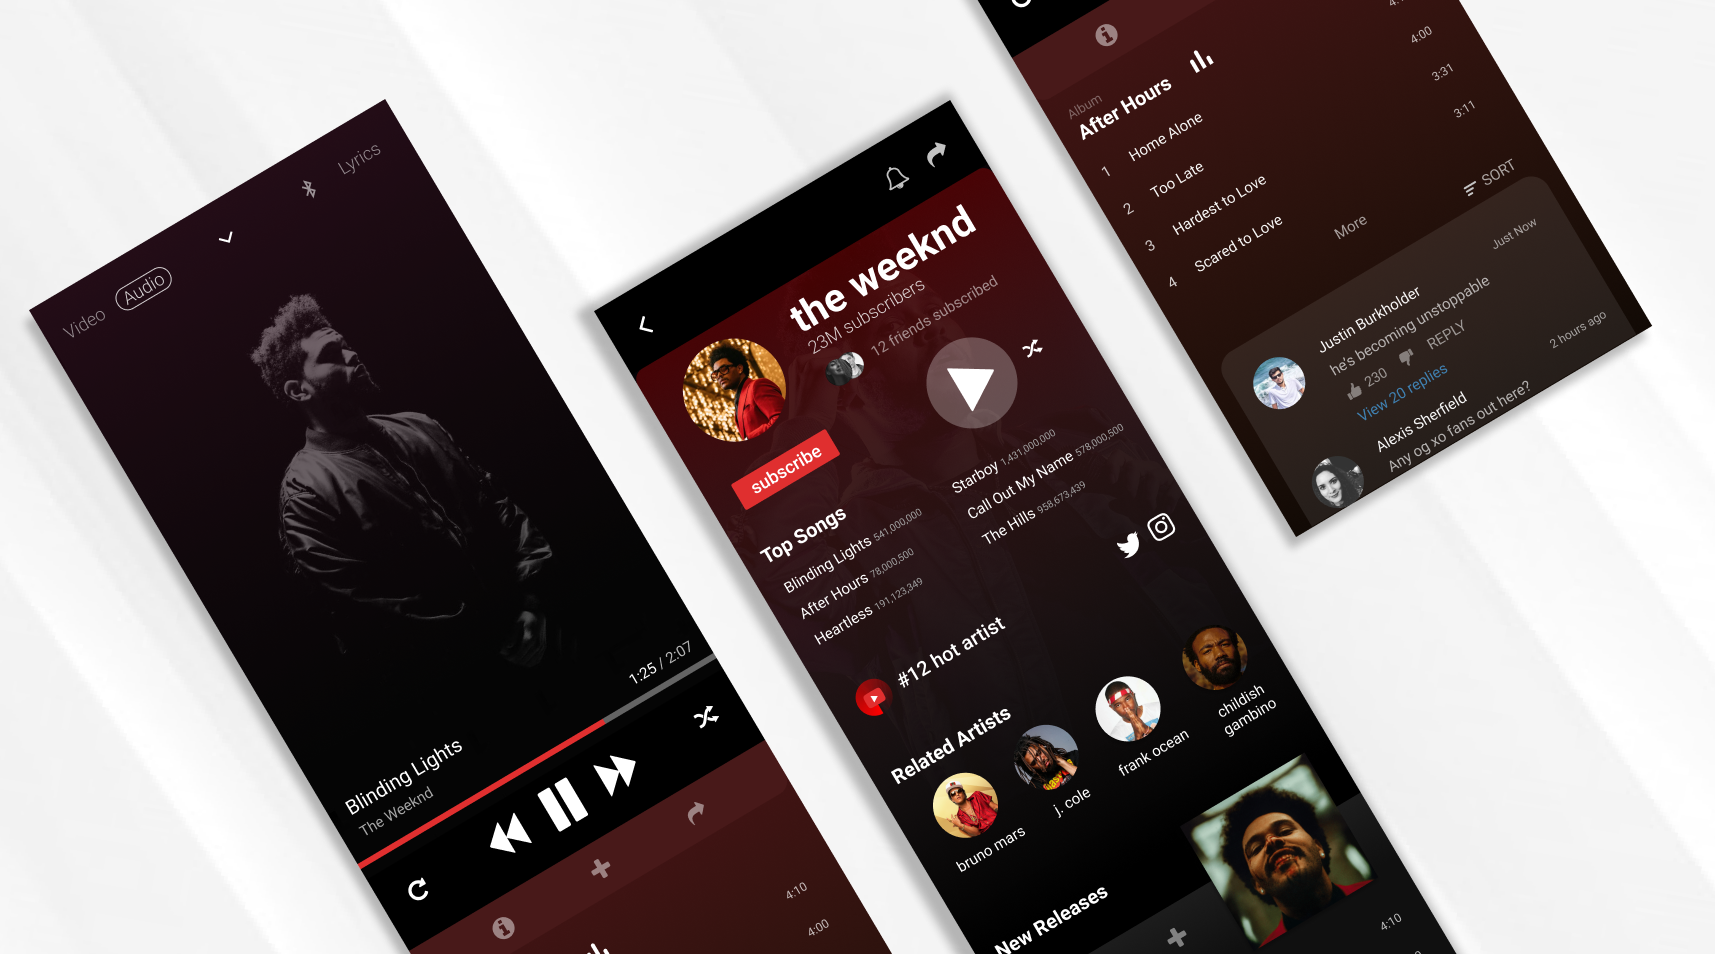 Video
Audio
Lyrics
1:25 / 2:07
Blinding Lights
The Weeknd
4:10
4:00
the weeknd
23M subscribers
12 friends subscribed
subscribe
Top Songs
Blinding Lights 541,000,000
After Hours 78,000,500
Heartless 191,123,349
Starboy 1,431,000,000
Call Out My Name 578,000,500
The Hills 958,673,439
#12 hot artist
Related Artists
bruno mars
j. cole
frank ocean
childish
gambino
New Releases
4:10
Album
After Hours
1 Home Alone
2 Too Late 4:00
3 Hardest to Love 3:31
4 Scared to Love 3:11
More
SORT
Just Now
Justin Burkholder
he's becoming unstoppable
230 REPLY
View 20 replies
2 hours ago
Alexis Sherfield
Any og xo fans out here?